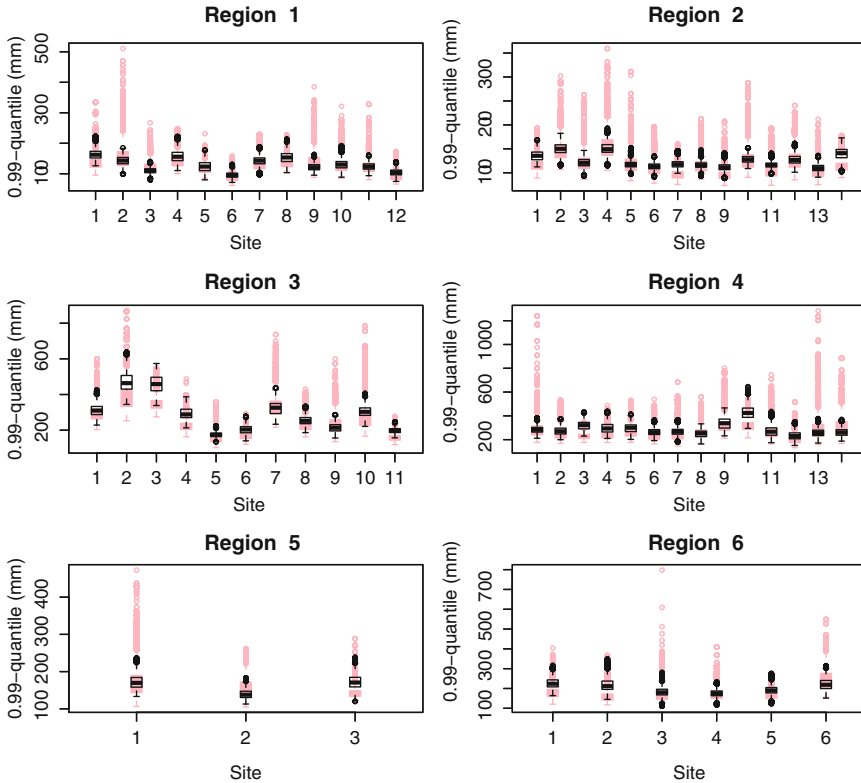 Region 1
0.99−quantile (mm)
500
300
100
1 2 3 4 5 6 7 8 9 10 12
Site
Region 2
0.99−quantile (mm)
300
200
100
1 2 3 4 5 6 7 8 9 11 13
Site
Region 3
0.99−quantile (mm)
600
200
1 2 3 4 5 6 7 8 9 10 11
Site
Region 4
0.99−quantile (mm)
1000
600
200
1 2 3 4 5 6 7 8 9 11 13
Site
Region 5
0.99−quantile (mm)
400
300
200
100
1 2 3
Site
Region 6
0.99−quantile (mm)
700
500
300
100
1 2 3 4 5 6
Site